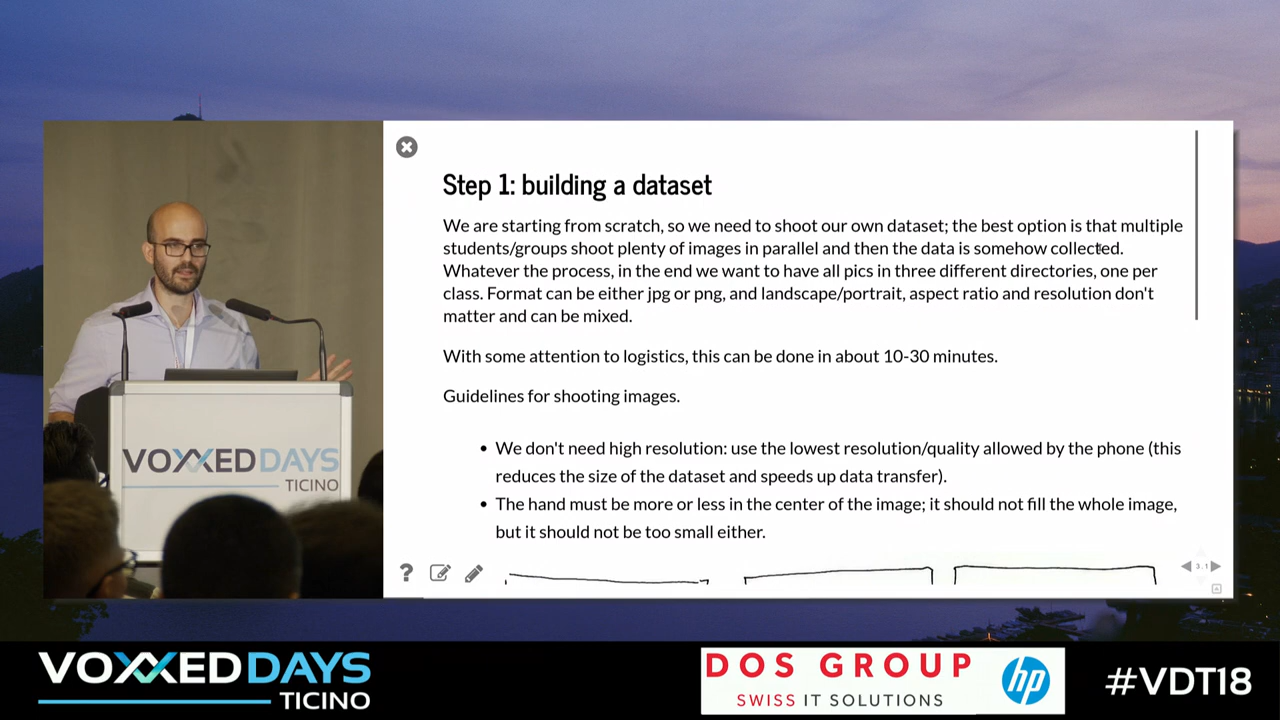 Step 1: building a dataset
We are starting from scratch, so we need to shoot our own dataset; the best option is that multiple
students/groups shoot plenty of images in parallel and then the data is somehow collected.
Whatever the process, in the end we want to have all pics in three different directories, one per
class. Format can be either jpg or png, and landscape/portrait, aspect ratio and resolution don't
matter and can be mixed.
With some attention to logistics, this can be done in about 10-30 minutes.
Guidelines for shooting images.
• We don't need high resolution: use the lowest resolution/quality allowed by the phone (this
reduces the size of the dataset and speeds up data transfer).
• The hand must be more or less in the center of the image; it should not fill the whole image,
but it should not be too small either.
?
3.1
VOXXED DAYS
TICINO
VOXXED DAYS
TICINO
DOS GROUP
SWISS IT SOLUTIONS
hp
#VDT18